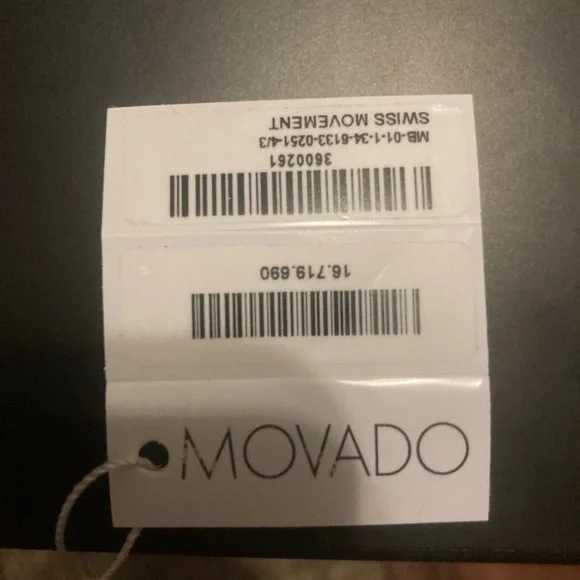 MOVADO
16.719.690
3600261
MB-01-1-34-6133-0251-4/3
SWISS MOVEMENT